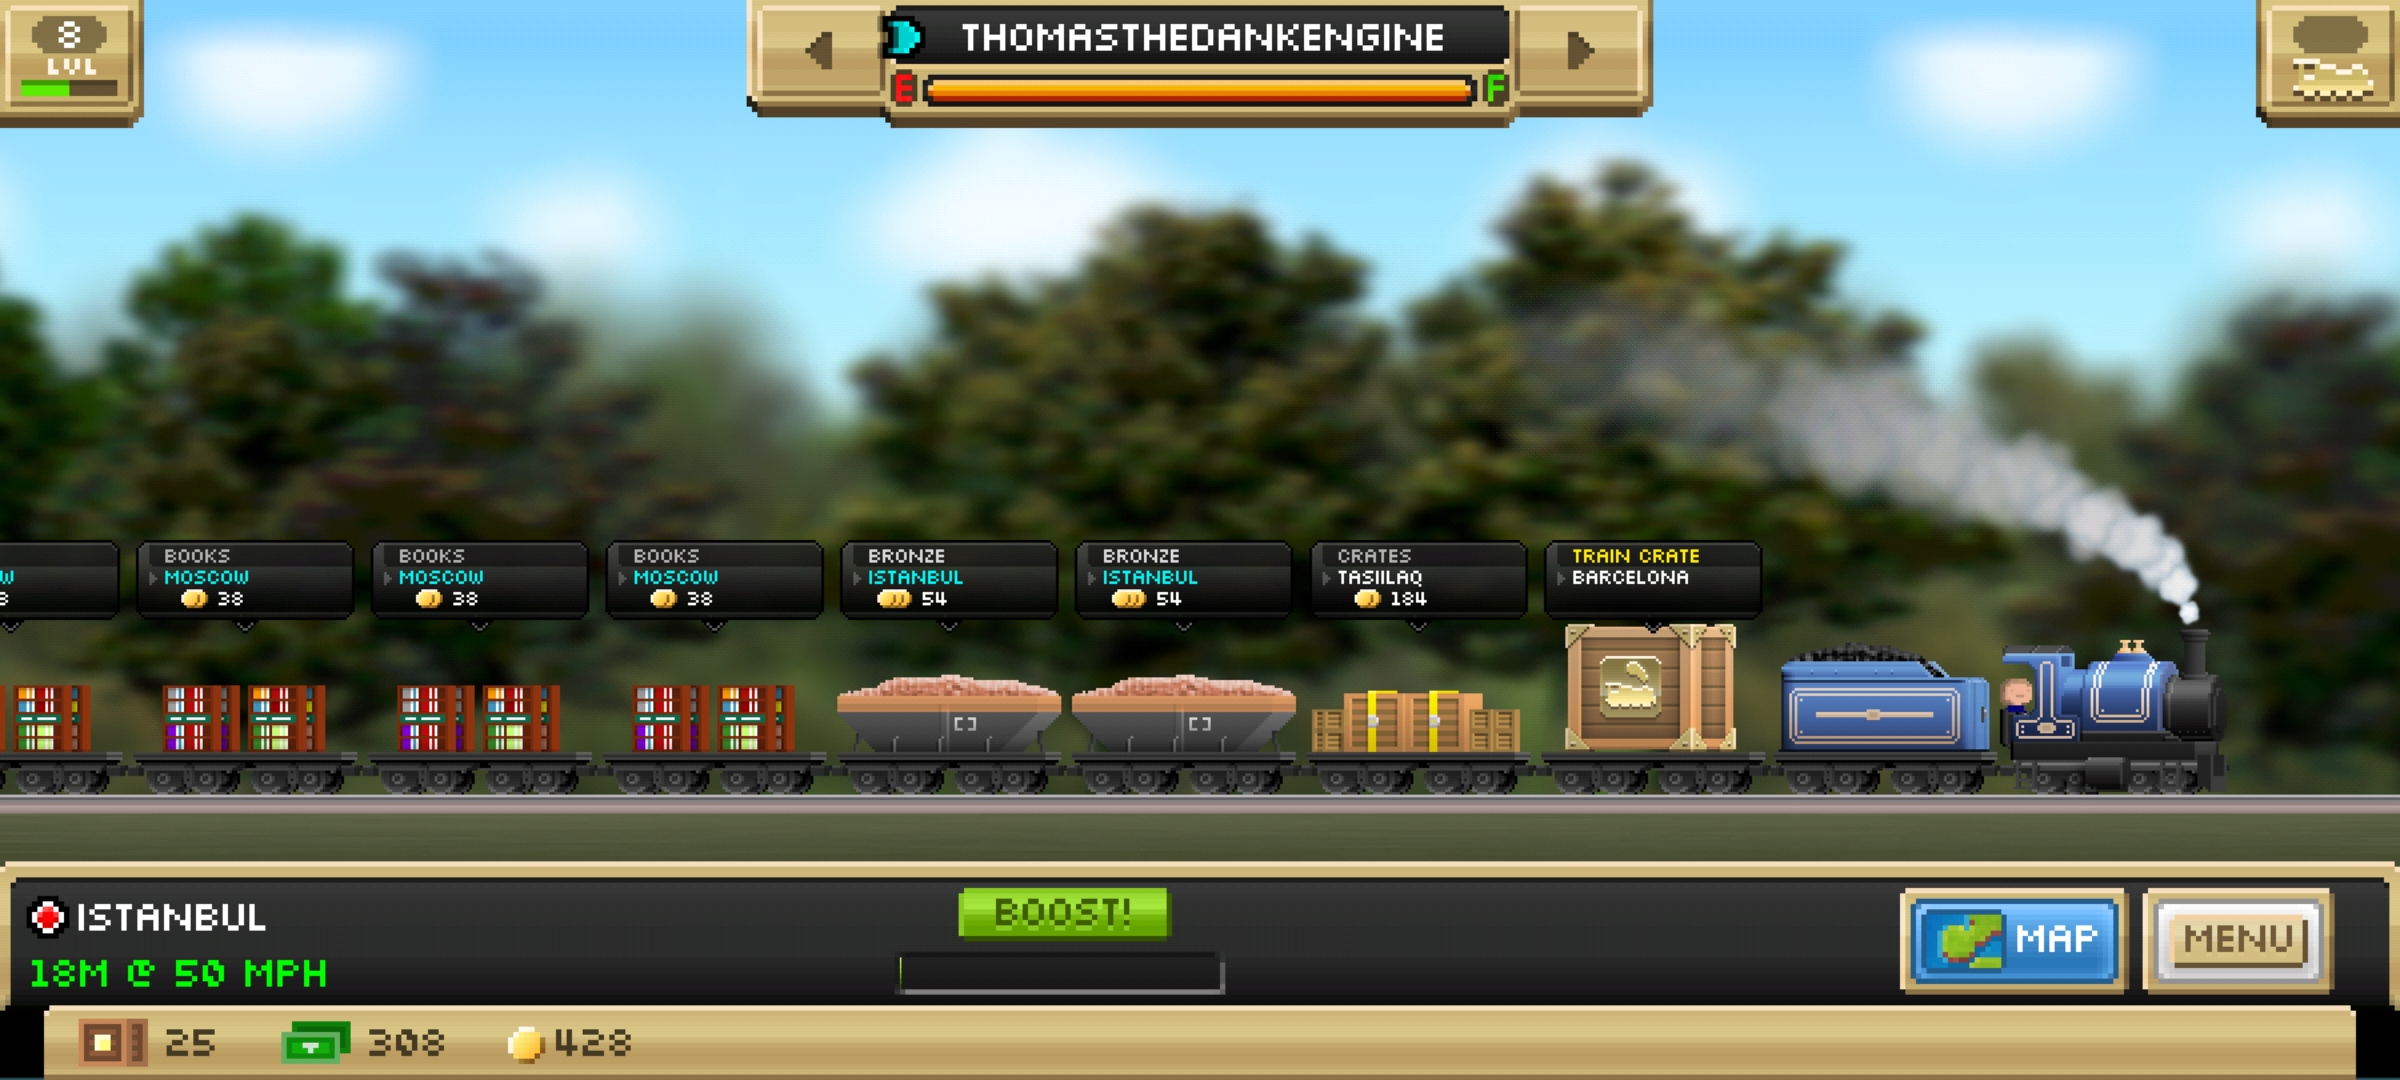 8
LVL
THOMASTHEDANKENGINE
E F
BOOKS
MOSCOW
38
BOOKS
MOSCOW
38
BOOKS
MOSCOW
38
BRONZE
ISTANBUL
54
BRONZE
ISTANBUL
54
CRATES
TASIILAQ
184
TRAIN CRATE
BARCELONA
ISTANBUL
18M @ 50 MPH
BOOST!
MAP
MENU
25
308
428